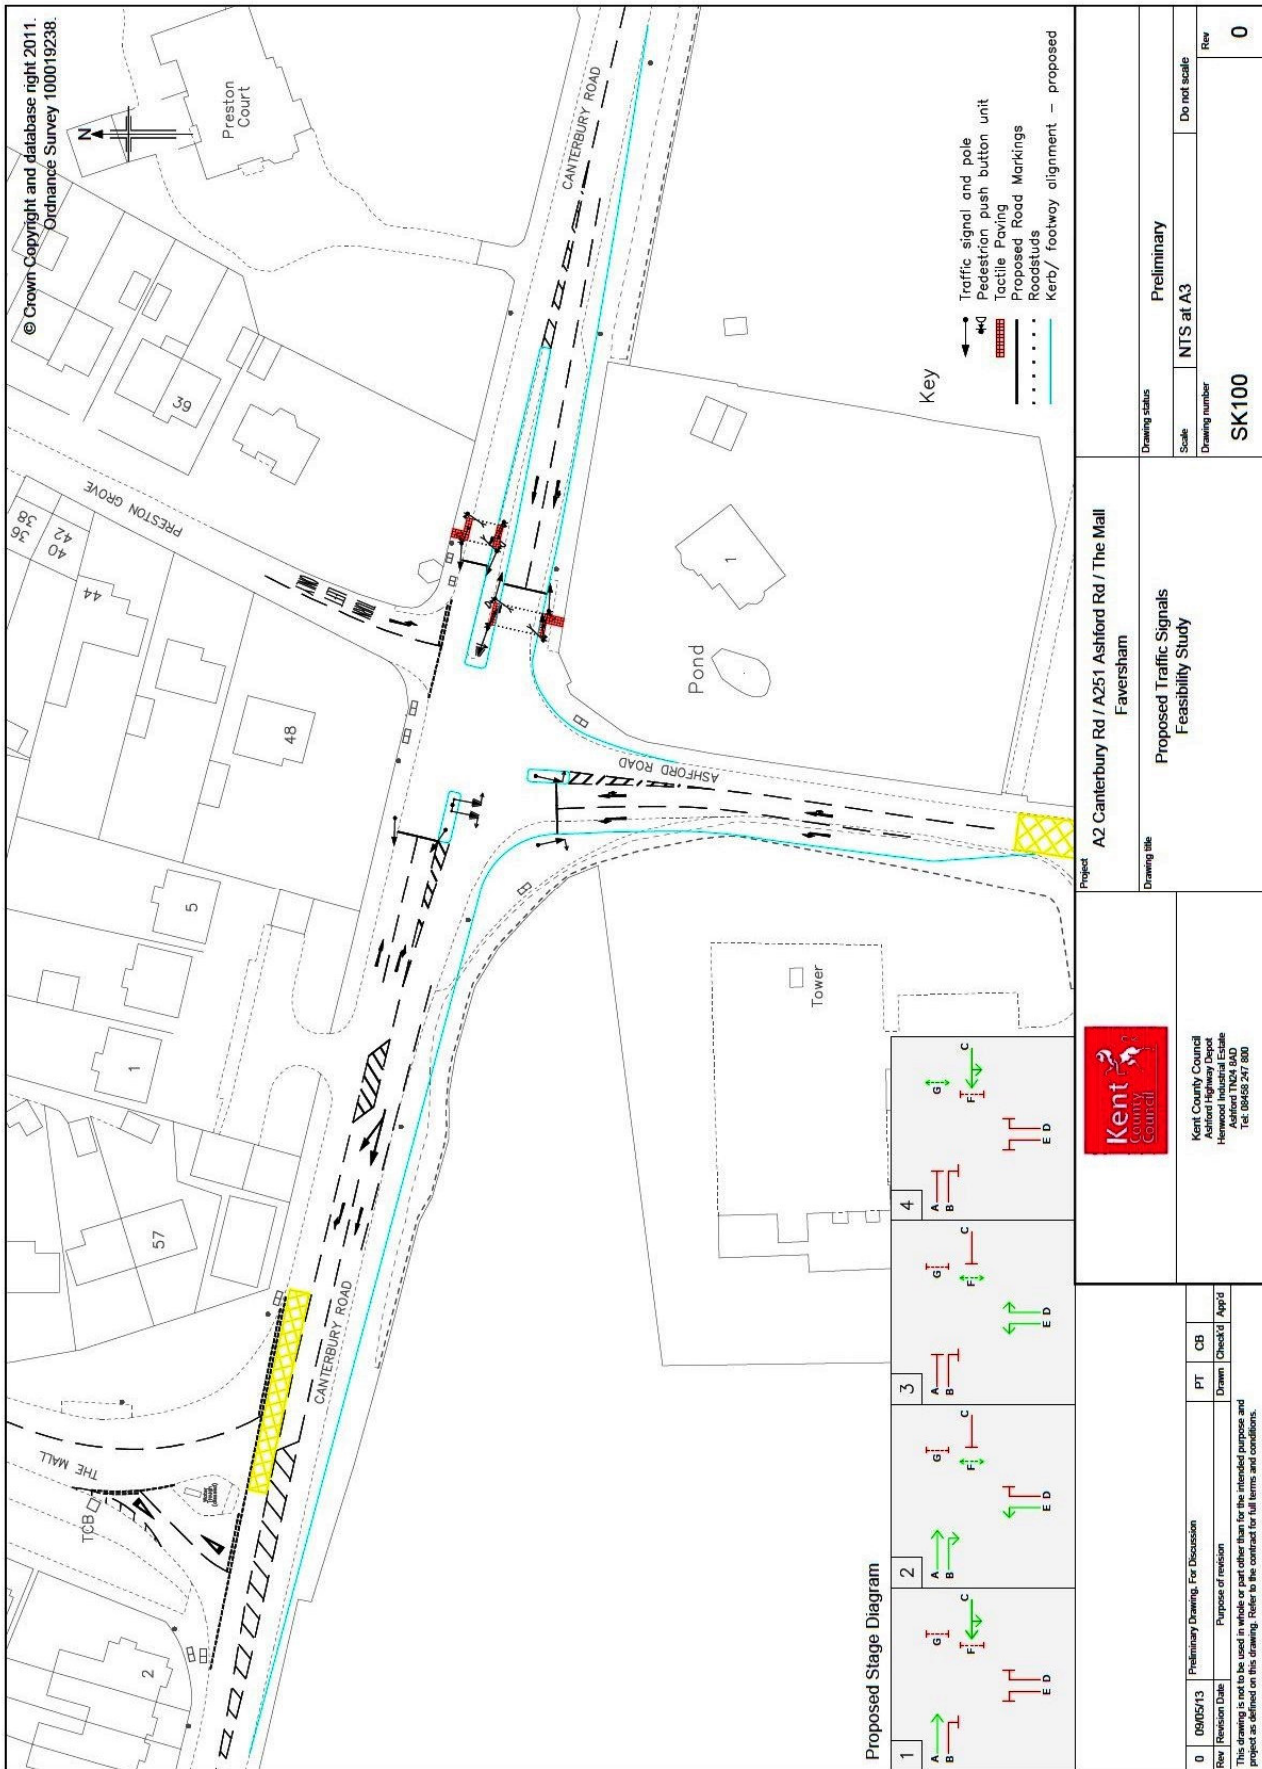 © Crown Copyright and database right 2011.
Ordnance Survey 100019238.
N
Preston
Court
CANTERBURY ROAD
39
PRESTON GROVE
36
38
40
42
44
48
5
1
57
THE MALL
TCB
2
CANTERBURY ROAD
ASHFORD ROAD
Pond
1
Tower
Key
Traffic signal and pole
Pedestrian push button unit
Tactile Paving
Proposed Road Markings
Roadstuds
Kerb/ footway alignment – proposed
Proposed Stage Diagram
1
A
B
C
G
F
E D
2
A
B
C
G
F
E D
3
A
B
C
G
F
E D
4
A
B
C
G
F
E D
0 09/05/13 Preliminary Drawing, For Discussion PT CB
Rev Revision Date Purpose of revision Drawn Check'd App'd
This drawing is not to be used in whole or part other than for the intended purpose and
project as defined on this drawing. Refer to the contract for full terms and conditions.
Kent
County
Council
Kent County Council
Ashford Highway Depot
Henwood Industrial Estate
Ashford TN24 8AD
Tel: 08458 247 800
Project
A2 Canterbury Rd / A251 Ashford Rd / The Mall
Faversham
Drawing title
Proposed Traffic Signals
Feasibility Study
Drawing status
Preliminary
Scale
NTS at A3
Do not scale
Drawing number
SK100
Rev
0